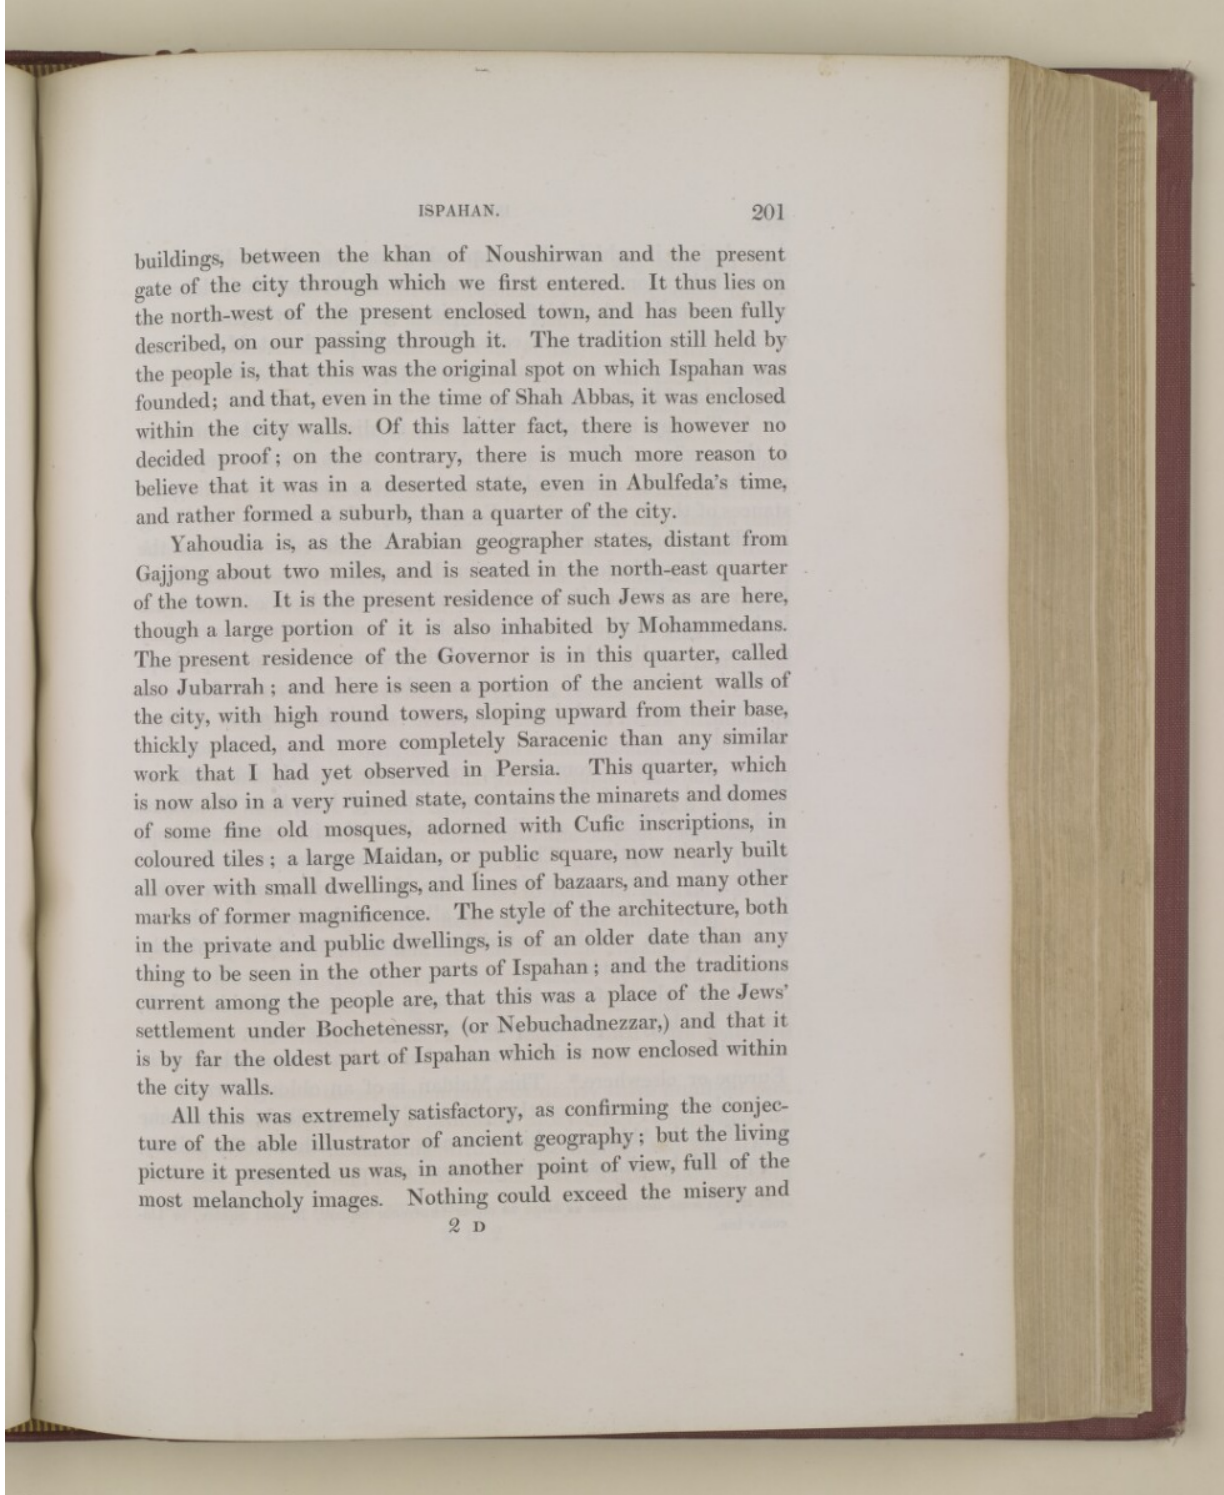 ISPAHAN. 201
buildings, between the khan of Noushirwan and the present
gate of the city through which we first entered. It thus lies on
the north-west of the present enclosed town, and has been fully
described, on our passing through it. The tradition still held by
the people is, that this was the original spot on which Ispahan was
founded; and that, even in the time of Shah Abbas, it was enclosed
within the city walls. Of this latter fact, there is however no
decided proof; on the contrary, there is much more reason to
believe that it was in a deserted state, even in Abulfeda's time,
and rather formed a suburb, than a quarter of the city.
Yahoudia is, as the Arabian geographer states, distant from
Gajjong about two miles, and is seated in the north-east quarter
of the town. It is the present residence of such Jews as are here,
though a large portion of it is also inhabited by Mohammedans.
The present residence of the Governor is in this quarter, called
also Jubarrah; and here is seen a portion of the ancient walls of
the city, with high round towers, sloping upward from their base,
thickly placed, and more completely Saracenic than any similar
work that I had yet observed in Persia. This quarter, which
is now also in a very ruined state, contains the minarets and domes
of some fine old mosques, adorned with Cufic inscriptions, in
coloured tiles; a large Maidan, or public square, now nearly built
all over with small dwellings, and lines of bazaars, and many other
marks of former magnificence. The style of the architecture, both
in the private and public dwellings, is of an older date than any
thing to be seen in the other parts of Ispahan; and the traditions
current among the people are, that this was a place of the Jews'
settlement under Bochetenessr, (or Nebuchadnezzar,) and that it
is by far the oldest part of Ispahan which is now enclosed within
the city walls.
All this was extremely satisfactory, as confirming the conjec-
ture of the able illustrator of ancient geography; but the living
picture it presented us was, in another point of view, full of the
most melancholy images. Nothing could exceed the misery and
2 D